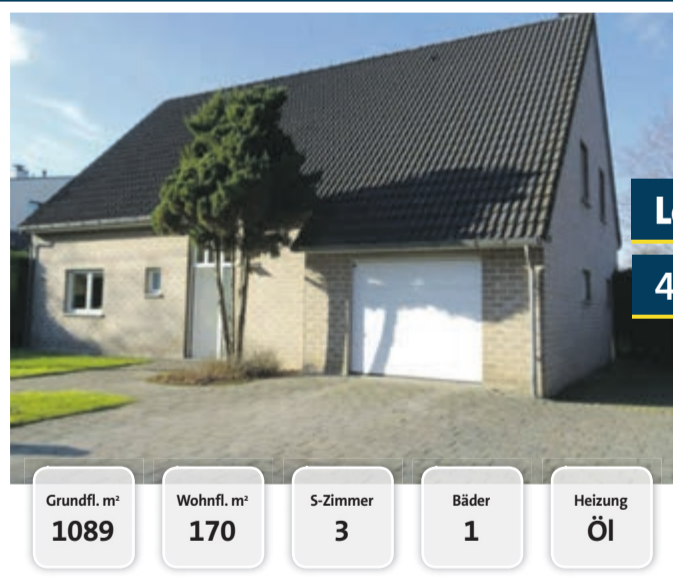 Grundfl. m²
1089
Wohnfl. m²
170
S-Zimmer
3
Bäder
1
Heizung
Öl